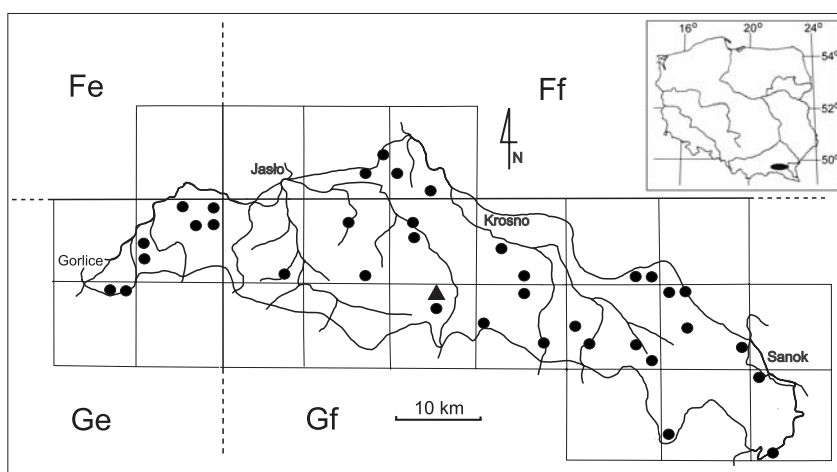 16° 20° 24°
54°
52°
50°
Fe
Ff
N
Jasło
Krosno
Gorlice
Sanok
Ge
Gf
10 km